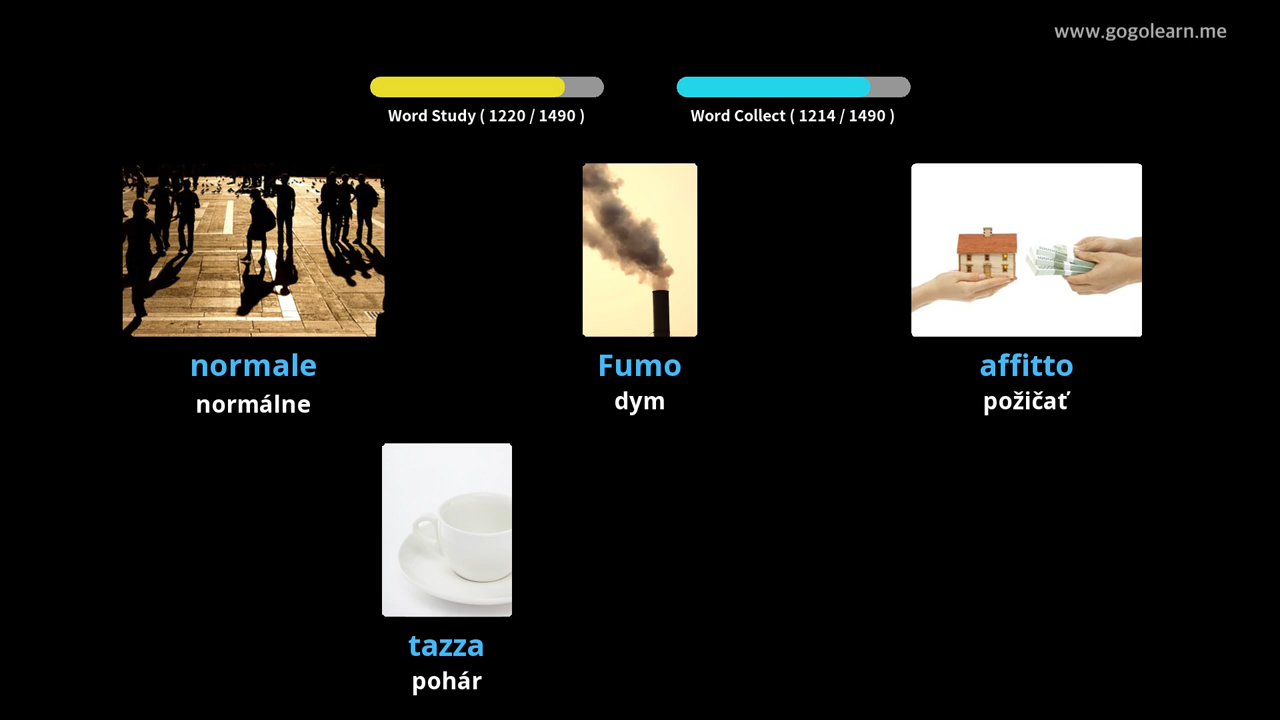 www.gogolearn.me
Word Study ( 1220 / 1490 )
Word Collect ( 1214 / 1490 )
normale
normálne
Fumo
dym
affitto
požičať
tazza
pohár